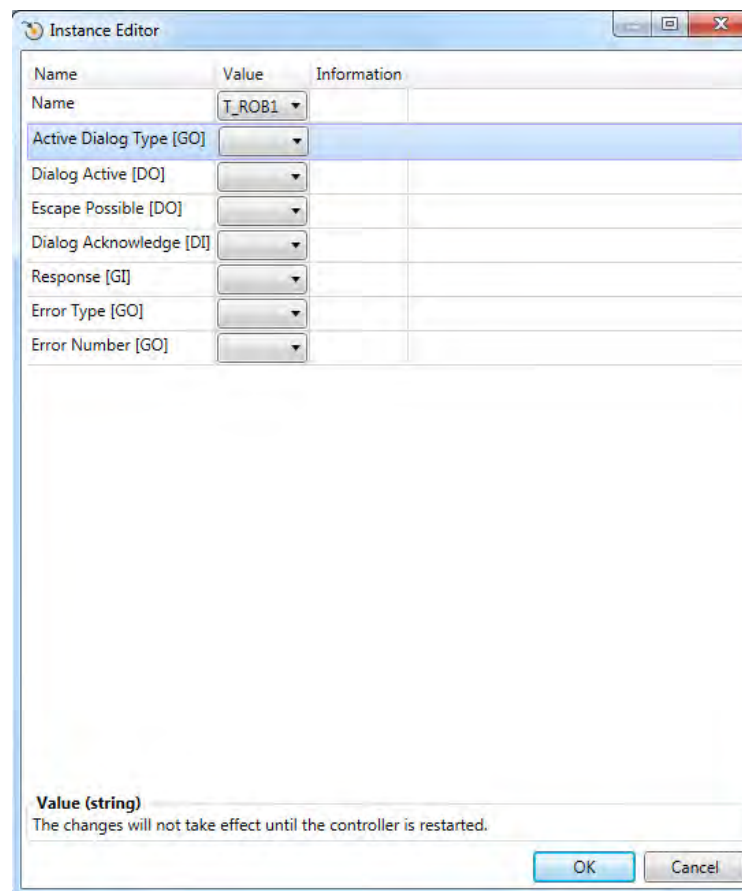 Instance Editor
Name Value Information
Name T_ROB1
Active Dialog Type [GO]
Dialog Active [DO]
Escape Possible [DO]
Dialog Acknowledge [DI]
Response [GI]
Error Type [GO]
Error Number [GO]
Value (string)
The changes will not take effect until the controller is restarted.
OK Cancel